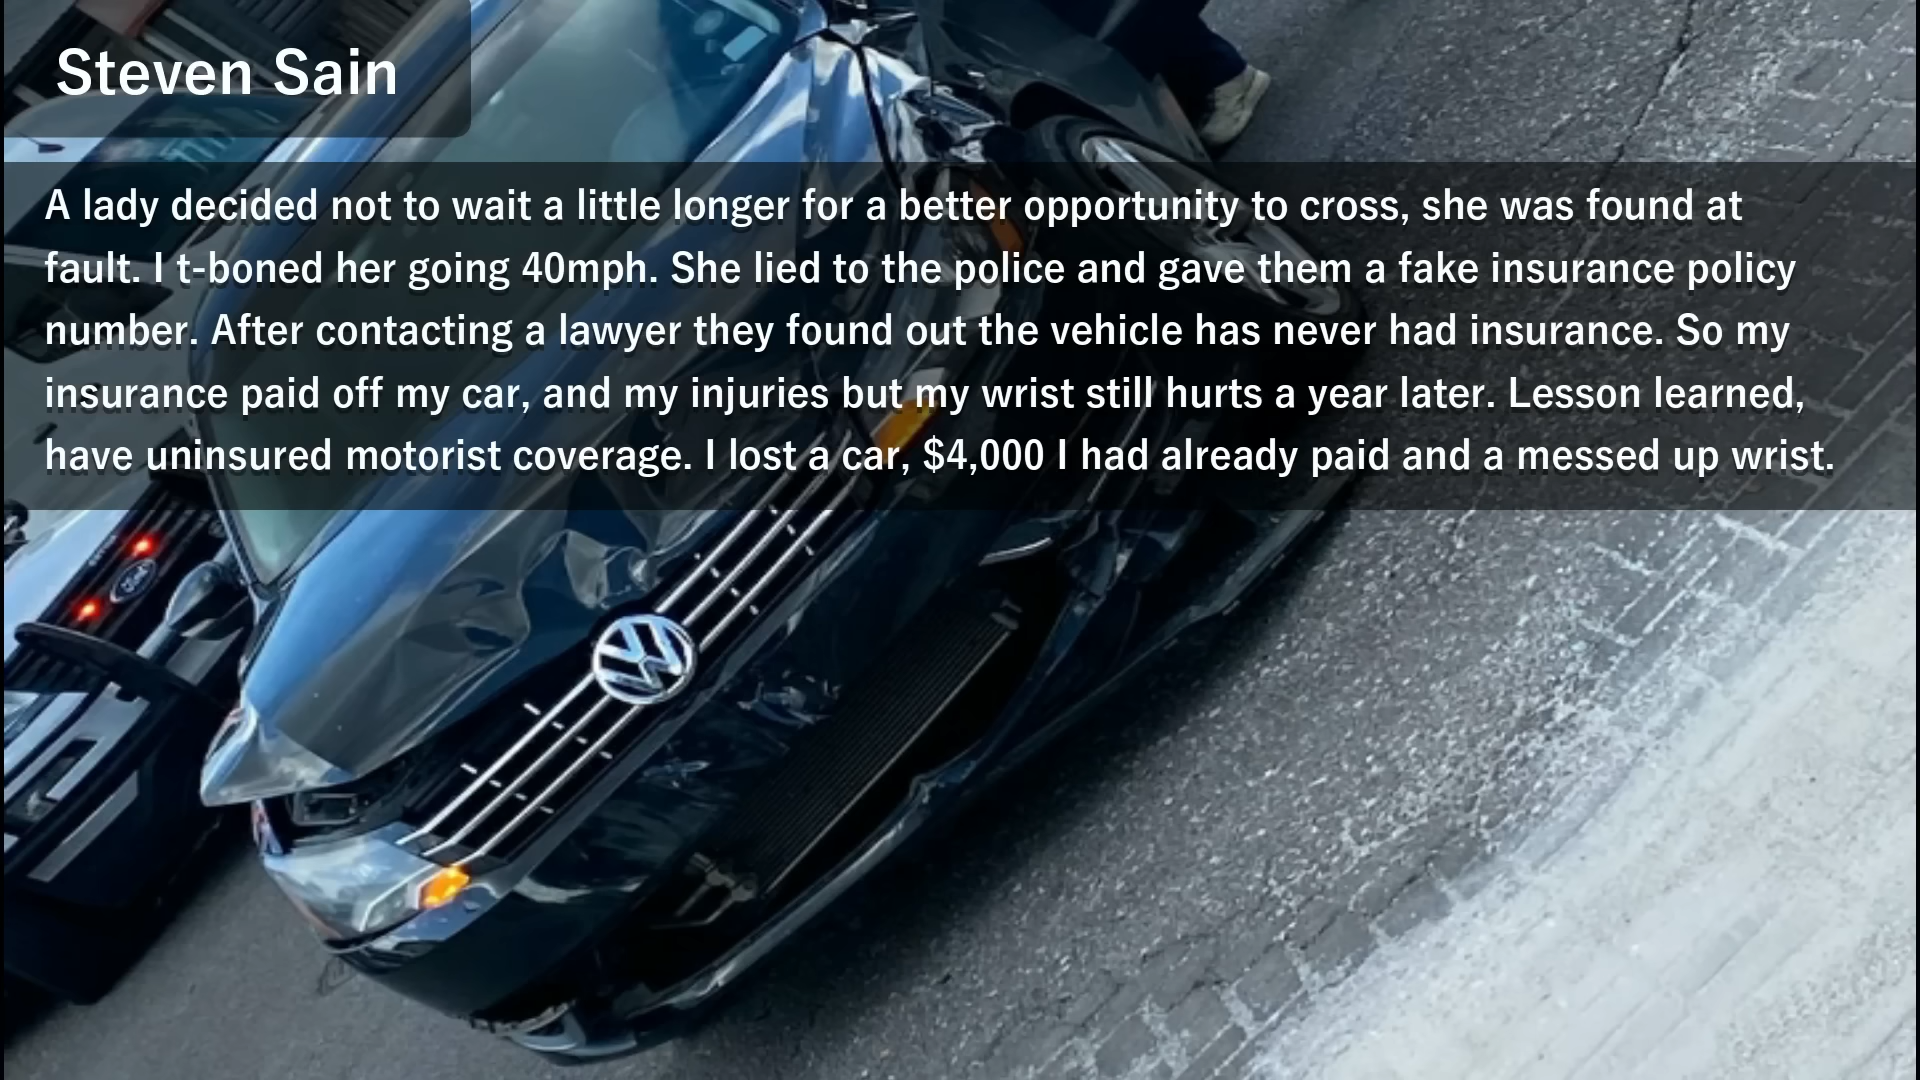 Steven Sain
A lady decided not to wait a little longer for a better opportunity to cross, she was found at
fault. I t-boned her going 40mph. She lied to the police and gave them a fake insurance policy
number. After contacting a lawyer they found out the vehicle has never had insurance. So my
insurance paid off my car, and my injuries but my wrist still hurts a year later. Lesson learned,
have uninsured motorist coverage. I lost a car, $4,000 I had already paid and a messed up wrist.
Ford
VW